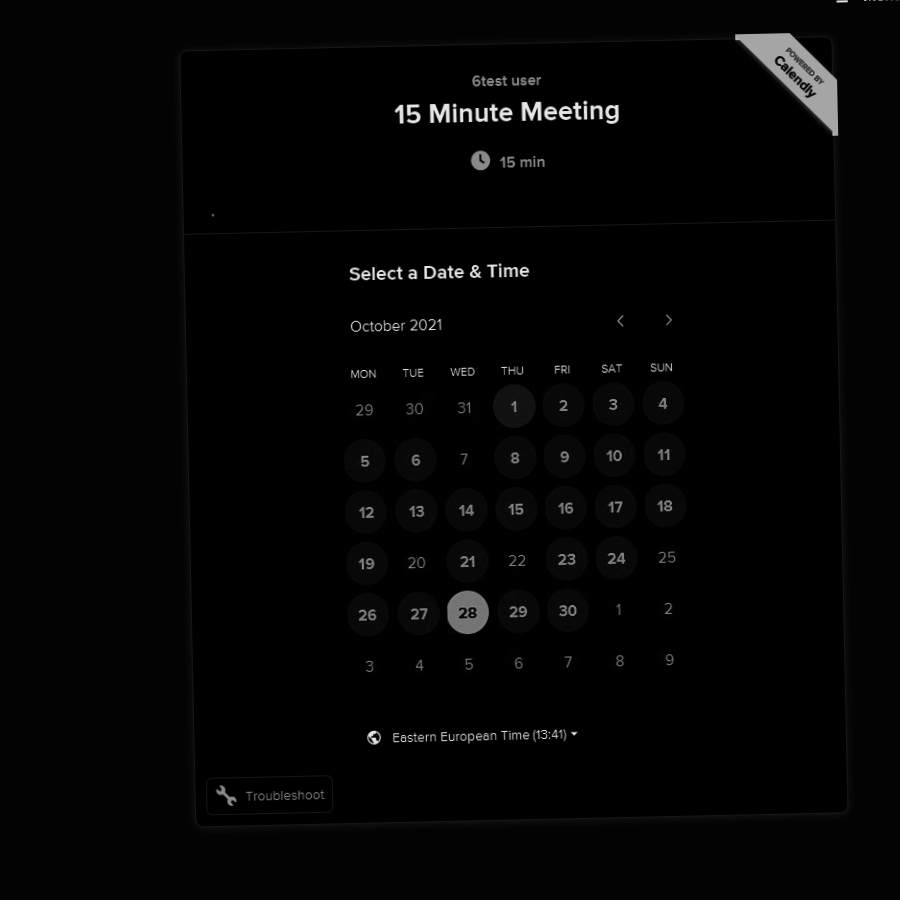 POWERED BY
Calendly
6test user
15 Minute Meeting
15 min
Select a Date & Time
October 2021
MON TUE WED THU FRI SAT SUN
29 30 31 1 2 3 4
5 6 7 8 9 10 11
12 13 14 15 16 17 18
19 20 21 22 23 24 25
26 27 28 29 30 1 2
3 4 5 6 7 8 9
Eastern European Time (13:41)
Troubleshoot